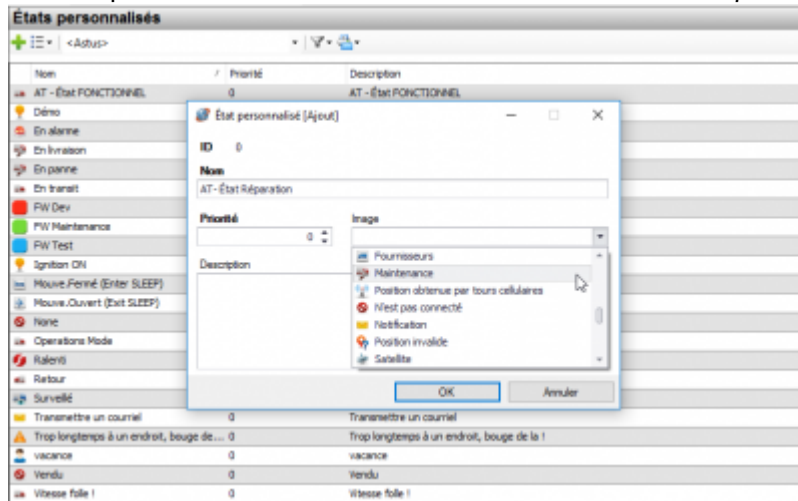 États personnalisés
<Astus>
Nom / Priorité Description
AT - État FONCTIONNEL 0 AT - État FONCTIONNEL
Démo
En alarme
En livraison
En panne
En transit
FW Dev
FW Maintenance
FW Test
Ignition ON
Mouve.Fermé (Enter SLEEP)
Mouve.Ouvert (Exit SLEEP)
None
Operations Mode
Ralenti
Retour
Surveillé
Transmettre un courriel 0 Transmettre un courriel
Trop longtemps à un endroit, bouge de... 0 Trop longtemps à un endroit, bouge de la !
vacance 0 vacance
Vendu 0 Vendu
Vitesse folle ! 0 Vitesse folle !
État personnalisé [Ajout]
ID 0
Nom
AT- État Réparation
Priorité Image
0
Description
Fournisseurs
Maintenance
Position obtenue par tours cellulaires
N'est pas connecté
Notification
Position invalide
Satellite
OK Annuler